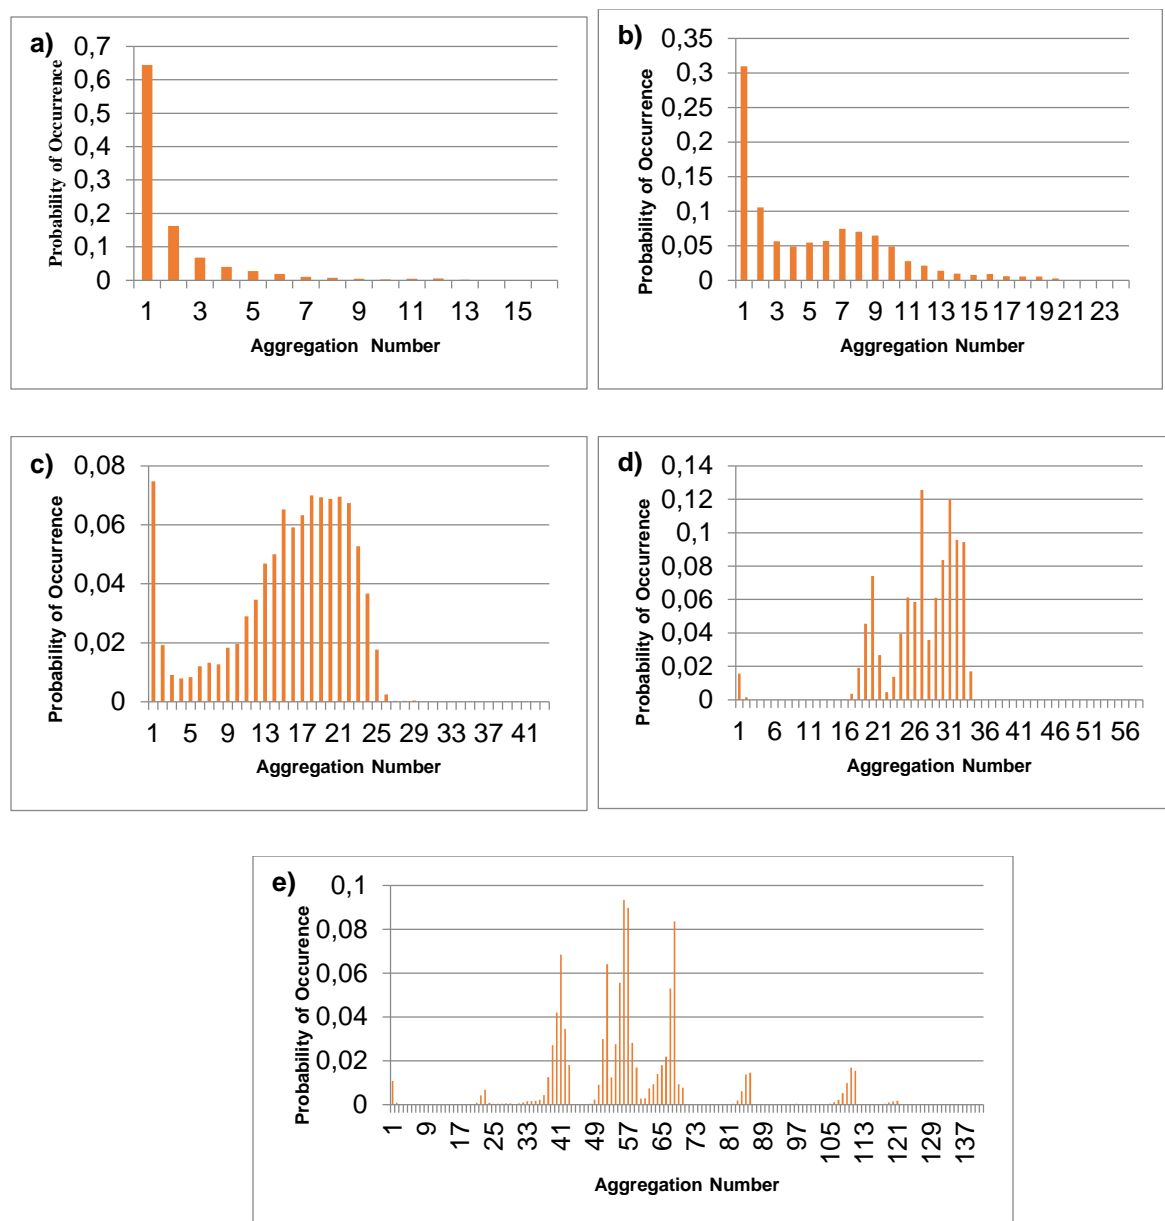 a)
Probability of Occurrence
0,7
0,6
0,5
0,4
0,3
0,2
0,1
0
1 3 5 7 9 11 13 15
Aggregation Number
b)
Probability of Occurrence
0,35
0,3
0,25
0,2
0,15
0,1
0,05
0
1 3 5 7 9 11 13 15 17 19 21 23
Aggregation Number
c)
Probability of Occurrence
0,08
0,06
0,04
0,02
0
1 5 9 13 17 21 25 29 33 37 41
Aggregation Number
d)
Probability of Occurrence
0,14
0,12
0,1
0,08
0,06
0,04
0,02
0
1 6 11 16 21 26 31 36 41 46 51 56
Aggregation Number
e)
Probability of Occurence
0,1
0,08
0,06
0,04
0,02
0
1 9 17 25 33 41 49 57 65 73 81 89 97 105 113 121 129 137
Aggregation Number